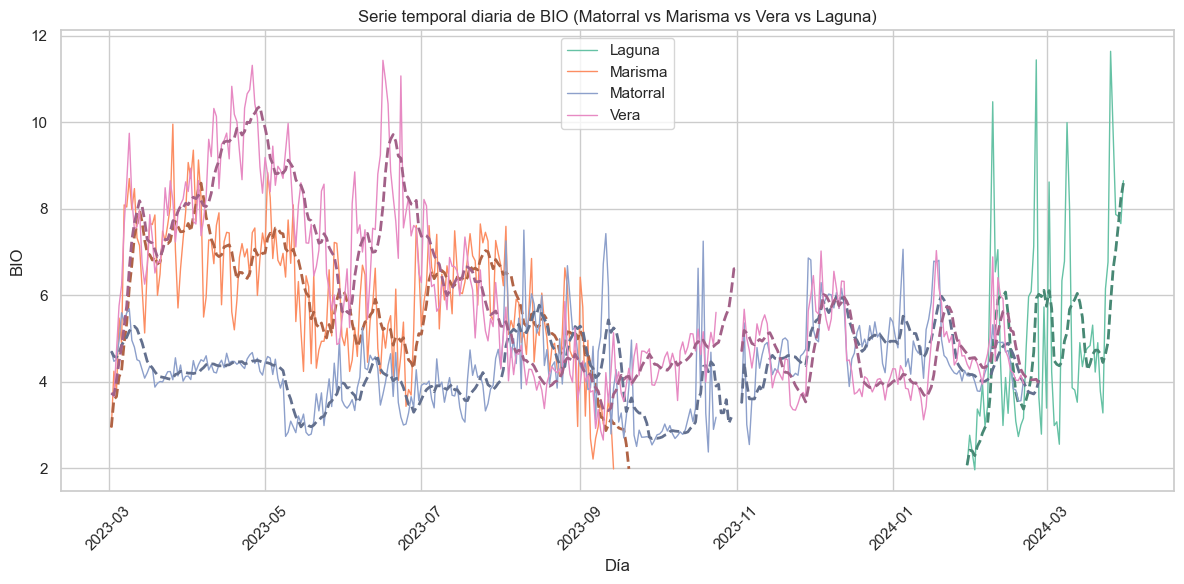 Serie temporal diaria de BIO (Matorral vs Marisma vs Vera vs Laguna)
Laguna
Marisma
Matorral
Vera
BIO
12
10
8
6
4
2
2023-03
2023-05
2023-07
2023-09
2023-11
2024-01
2024-03
Día